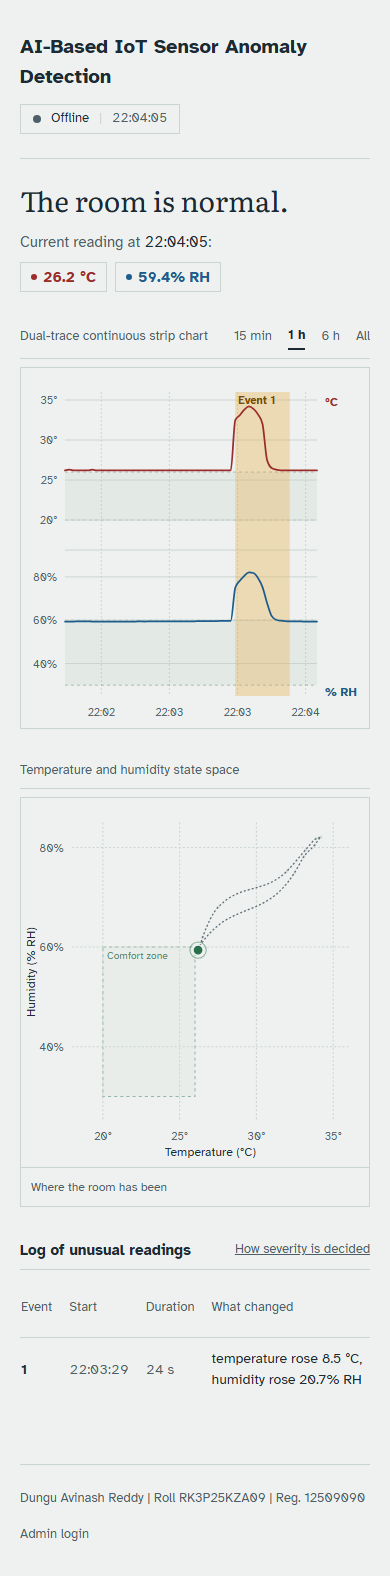 AI-Based IoT Sensor Anomaly
Detection
Offline | 22:04:05
The room is normal.
Current reading at 22:04:05:
26.2 °C 59.4% RH
Dual-trace continuous strip chart 15 min 1 h 6 h All
35° Event 1 °C
30°
25°
20°
80%
60%
40%
% RH
22:02 22:03 22:03 22:04
Temperature and humidity state space
80%
60%
Comfort zone
40%
Humidity (% RH)
20° 25° 30° 35°
Temperature (°C)
Where the room has been
Log of unusual readings How severity is decided
Event Start Duration What changed
1 22:03:29 24 s temperature rose 8.5 °C,
humidity rose 20.7% RH
Dungu Avinash Reddy | Roll RK3P25KZA09 | Reg. 12509090
Admin login